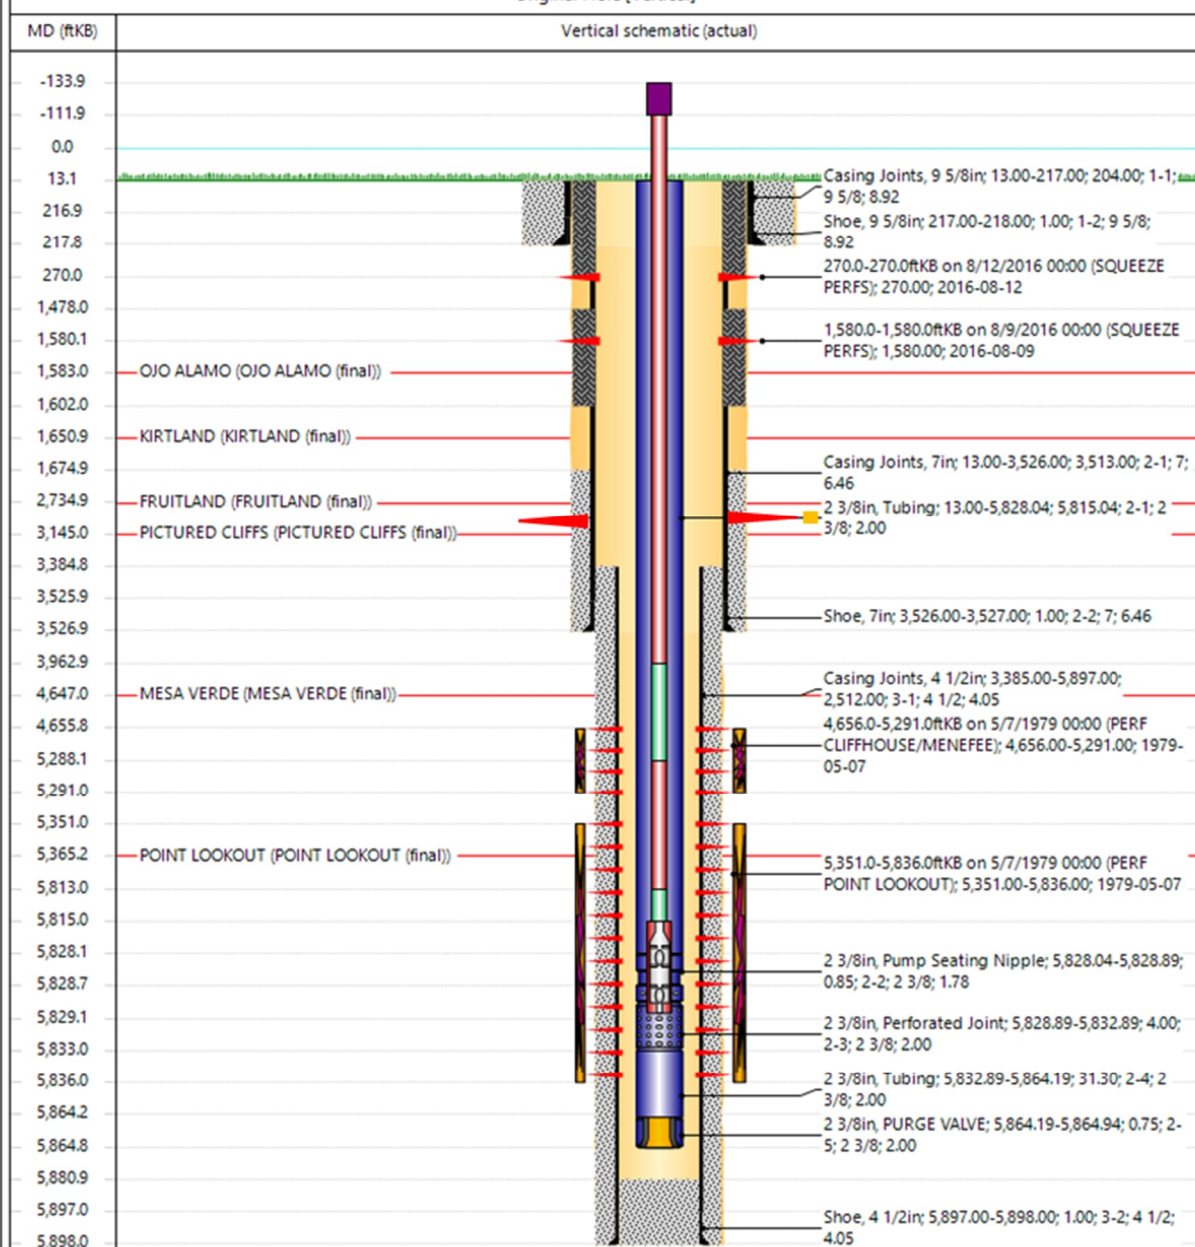 MD (ftKB)
Vertical schematic (actual)
-133.9
-111.9
0.0
13.1
216.9
217.8
270.0
1,478.0
1,580.1
1,583.0
1,602.0
1,650.9
1,674.9
2,734.9
3,145.0
3,384.8
3,525.9
3,526.9
3,962.9
4,647.0
4,655.8
5,288.1
5,291.0
5,351.0
5,365.2
5,813.0
5,815.0
5,828.1
5,828.7
5,829.1
5,833.0
5,836.0
5,864.2
5,864.8
5,880.9
5,897.0
5,898.0
OJO ALAMO (OJO ALAMO (final))
KIRTLAND (KIRTLAND (final))
FRUITLAND (FRUITLAND (final))
PICTURED CLIFFS (PICTURED CLIFFS (final))
MESA VERDE (MESA VERDE (final))
POINT LOOKOUT (POINT LOOKOUT (final))
Casing Joints, 9 5/8in; 13.00-217.00; 204.00; 1-1;
9 5/8; 8.92
Shoe, 9 5/8in; 217.00-218.00; 1.00; 1-2; 9 5/8;
8.92
270.0-270.0ftKB on 8/12/2016 00:00 (SQUEEZE
PERFS); 270.00; 2016-08-12
1,580.0-1,580.0ftKB on 8/9/2016 00:00 (SQUEEZE
PERFS); 1,580.00; 2016-08-09
Casing Joints, 7in; 13.00-3,526.00; 3,513.00; 2-1; 7;
6.46
2 3/8in, Tubing; 13.00-5,828.04; 5,815.04; 2-1; 2
3/8; 2.00
Shoe, 7in; 3,526.00-3,527.00; 1.00; 2-2; 7; 6.46
Casing Joints, 4 1/2in; 3,385.00-5,897.00;
2,512.00; 3-1; 4 1/2; 4.05
4,656.0-5,291.0ftKB on 5/7/1979 00:00 (PERF
CLIFFHOUSE/MENEFEE); 4,656.00-5,291.00; 1979-
05-07
5,351.0-5,836.0ftKB on 5/7/1979 00:00 (PERF
POINT LOOKOUT); 5,351.00-5,836.00; 1979-05-07
2 3/8in, Pump Seating Nipple; 5,828.04-5,828.89;
0.85; 2-2; 2 3/8; 1.78
2 3/8in, Perforated Joint; 5,828.89-5,832.89; 4.00;
2-3; 2 3/8; 2.00
2 3/8in, Tubing; 5,832.89-5,864.19; 31.30; 2-4; 2
3/8; 2.00
2 3/8in, PURGE VALVE; 5,864.19-5,864.94; 0.75; 2-
5; 2 3/8; 2.00
Shoe, 4 1/2in; 5,897.00-5,898.00; 1.00; 3-2; 4 1/2;
4.05